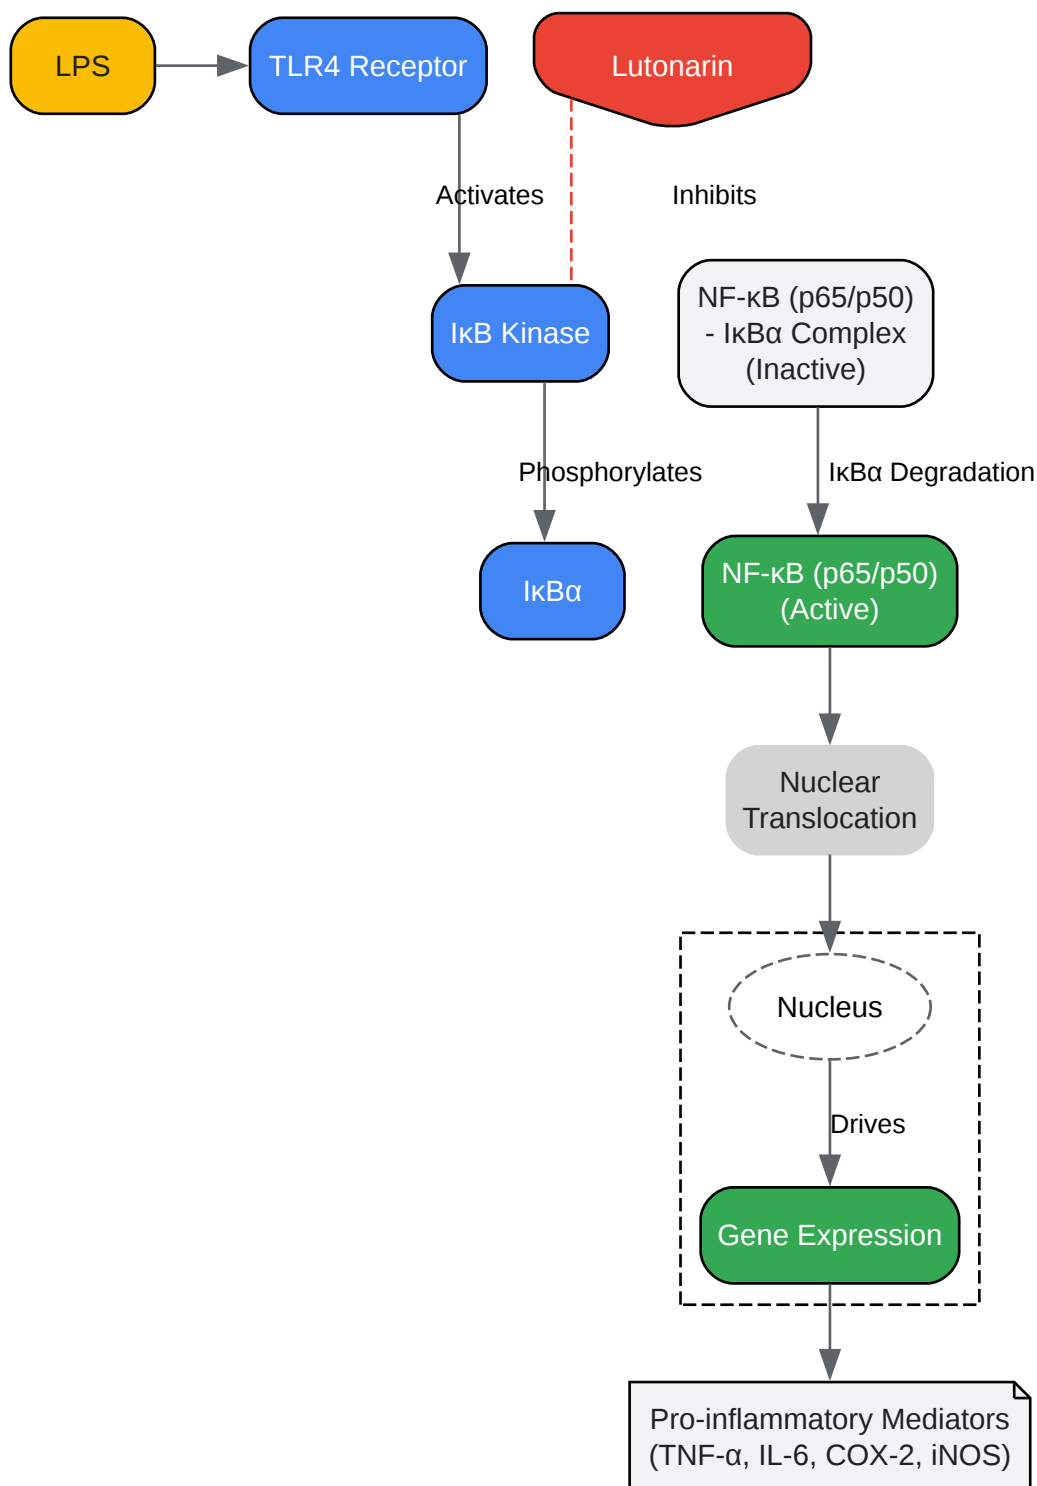 LPS
TLR4 Receptor
Lutonarin
Activates
Inhibits
IκB Kinase
NF-κB (p65/p50)
- IκBα Complex
(Inactive)
Phosphorylates
IκBα Degradation
IκBα
NF-κB (p65/p50)
(Active)
Nuclear
Translocation
Nucleus
Drives
Gene Expression
Pro-inflammatory Mediators
(TNF-α, IL-6, COX-2, iNOS)